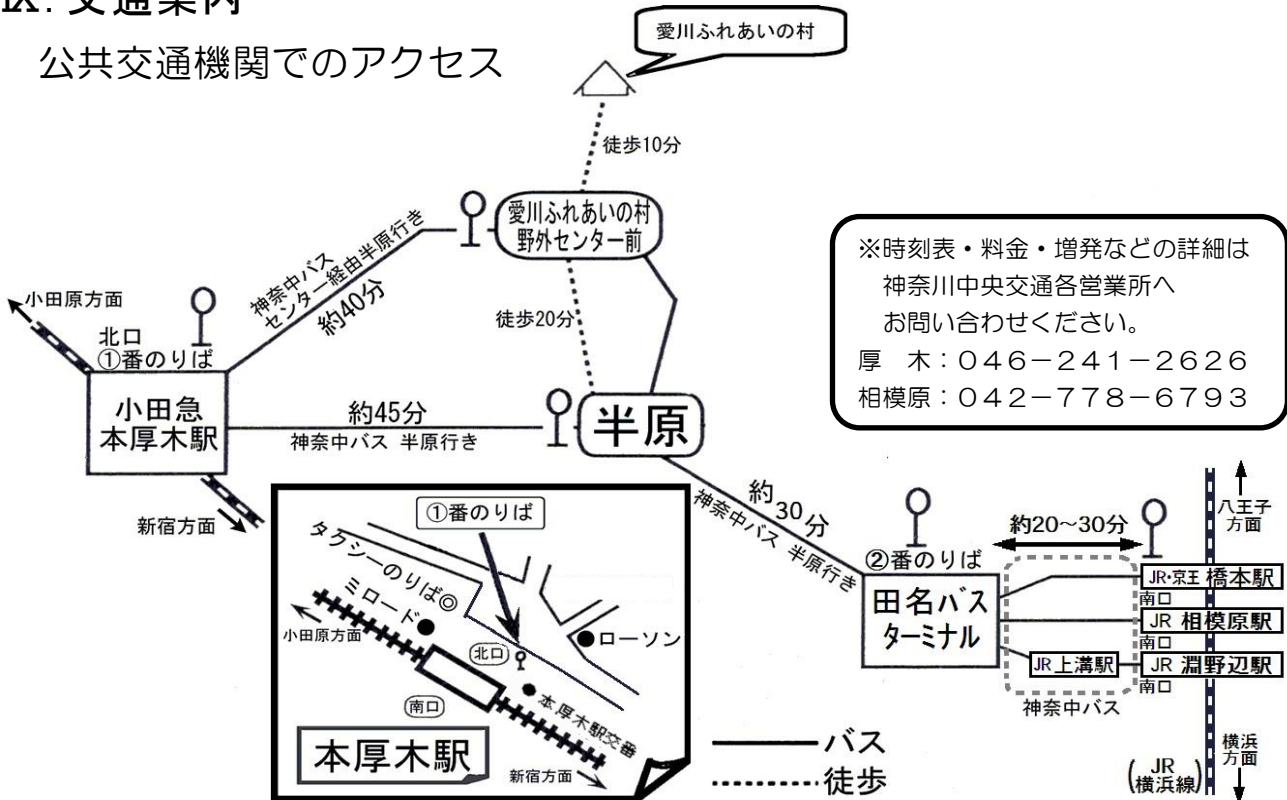 Ⅸ.交通案内
公共交通機関でのアクセス
愛川ふれあいの村
徒歩10分
愛川ふれあいの村
野外センター前
神奈中バス
センター経由半原行き
約40分
徒歩20分
※時刻表・料金・増発などの詳細は
神奈川中央交通各営業所へ
お問い合わせください。
厚　木：０４６－２４１－２６２６
相模原：０４２－７７８－６７９３
小田原方面
北口
①番のりば
小田急
本厚木駅
新宿方面
約45分
神奈中バス 半原行き
半原
約30分
神奈中バス 半原行き
①番のりば
タクシーのりば◎
ミロード
小田原方面
北口
ローソン
南口
本厚木駅交番
本厚木駅
新宿方面
②番のりば
田名バス
ターミナル
約20～30分
八王子
方面
JR・京王 橋本駅
南口
JR 相模原駅
南口
JR上溝駅
JR 淵野辺駅
南口
神奈中バス
バス
徒歩
横浜
方面
(JR
横浜線)